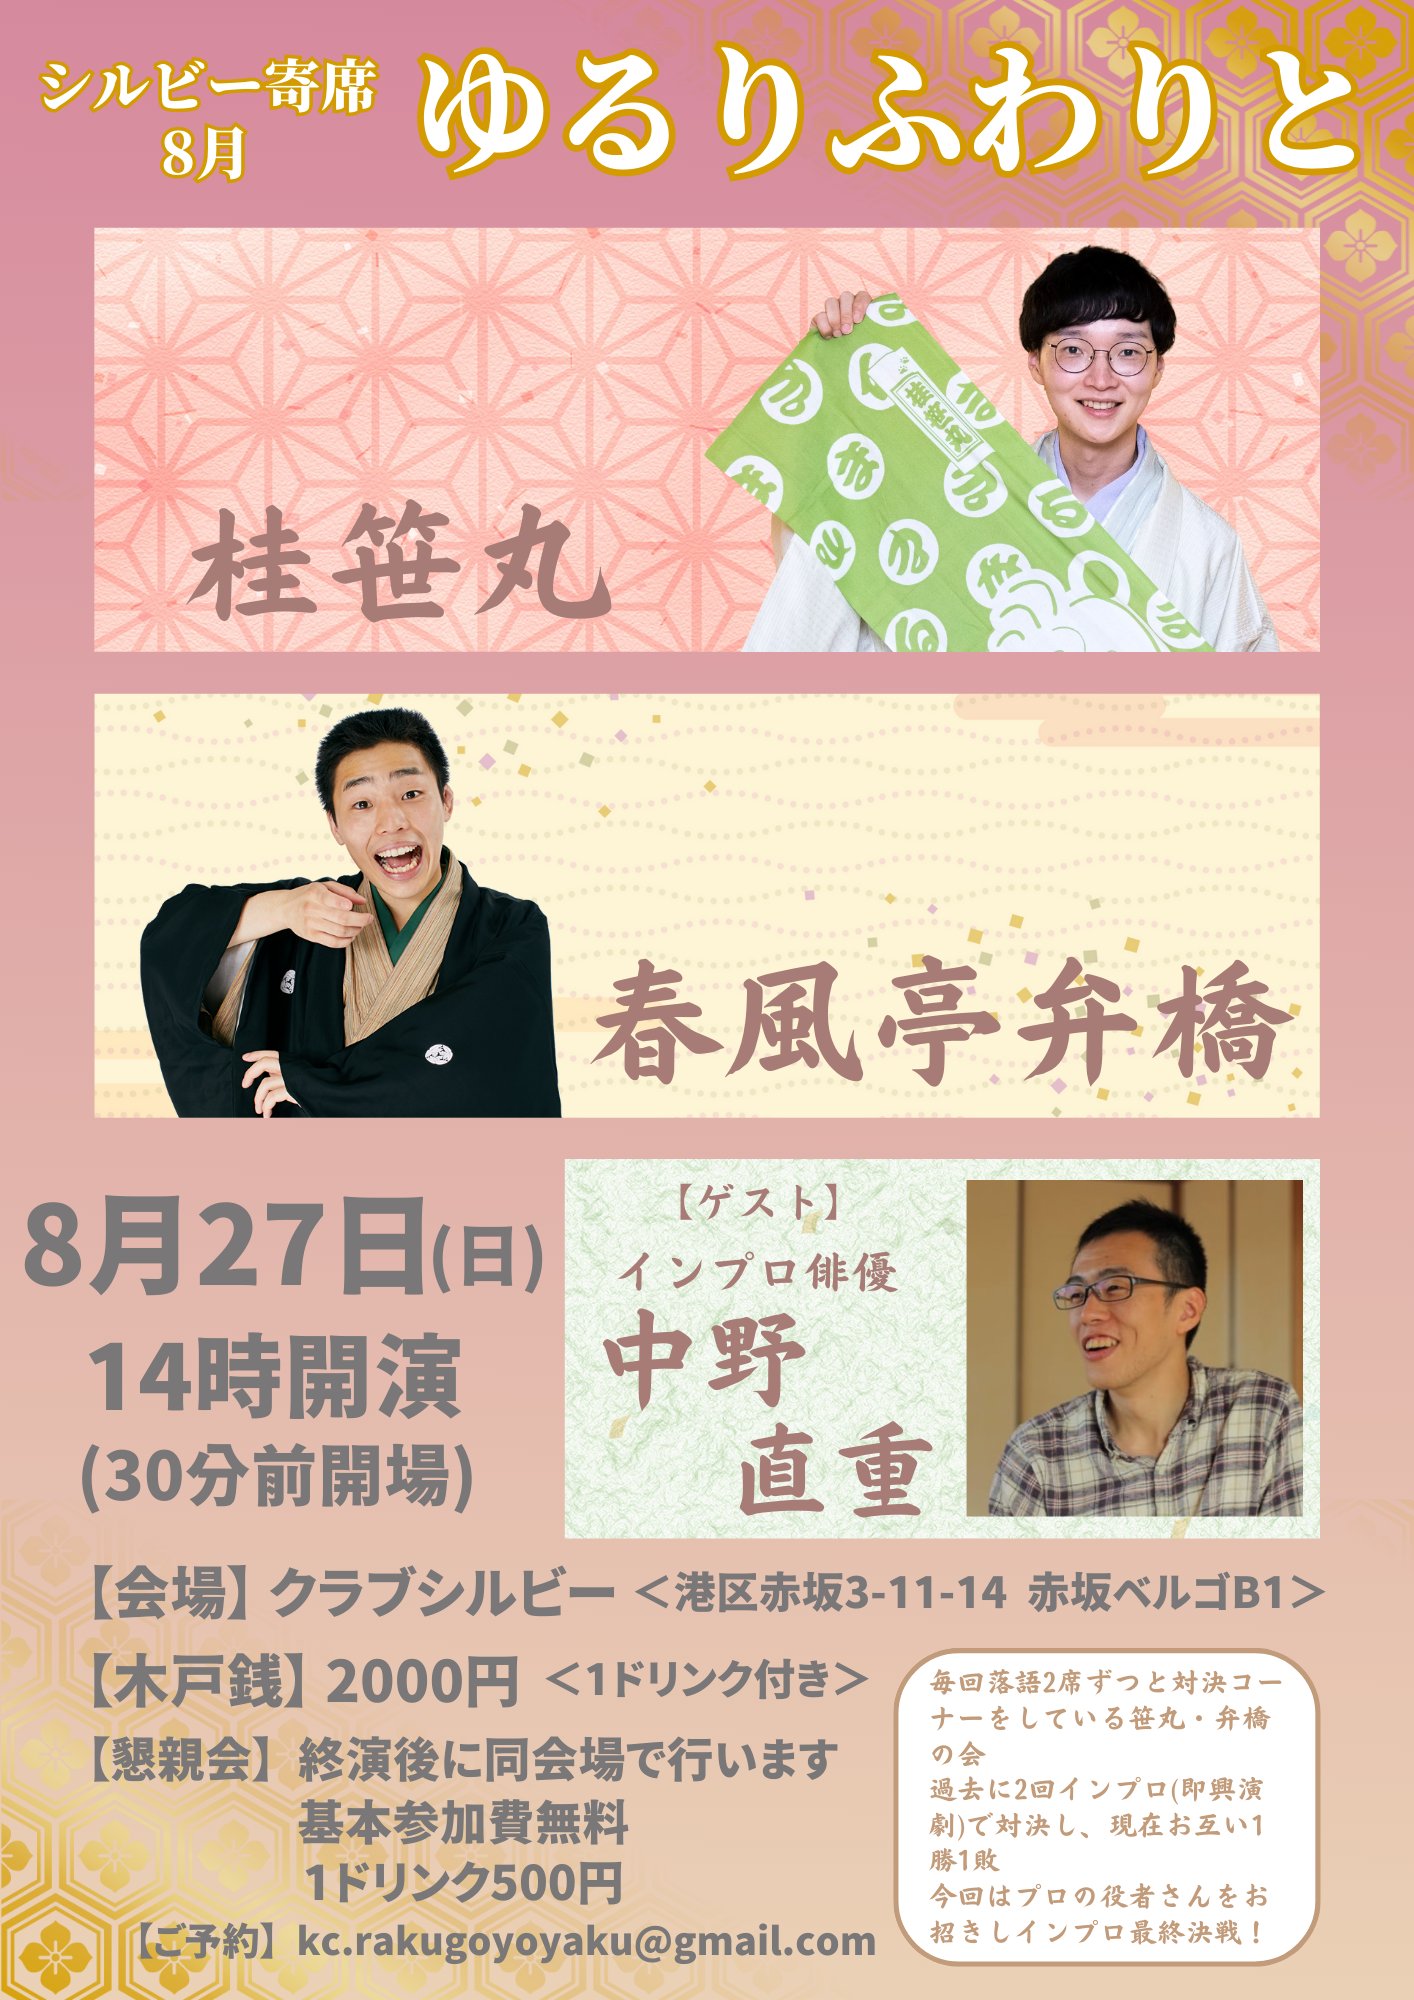 シルビー寄席
8月
ゆるりふわりと
桂笹丸
桂笹丸
春風亭弁橋
8月27日(日)
14時開演
(30分前開場)
【ゲスト】
インプロ俳優
中野
直重
【会場】クラブシルビー＜港区赤坂3-11-14 赤坂ベルゴB1＞
【木戸銭】2000円 ＜1ドリンク付き＞
【懇親会】終演後に同会場で行います
基本参加費無料
1ドリンク500円
【ご予約】kc.rakugoyoyaku@gmail.com
毎回落語2席ずつと対決コー
ナーをしている笹丸・弁橋
の会
過去に2回インプロ(即興演
劇)で対決し、現在お互い1
勝1敗
今回はプロの役者さんをお
招きしインプロ最終決戦！